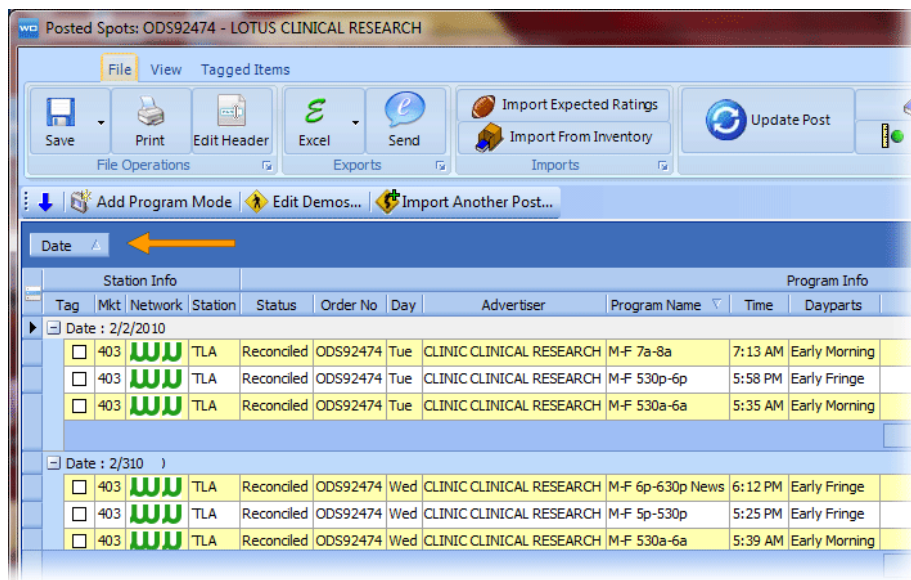 WO Posted Spots: ODS92474 - LOTUS CLINICAL RESEARCH
File View Tagged Items
Save Print Edit Header Excel Send Import Expected Ratings Update Post
Import From Inventory
File Operations Exports Imports
Add Program Mode Edit Demos... Import Another Post...
Date
Station Info Program Info
Tag Mkt Network Station Status Order No Day Advertiser Program Name Time Dayparts
Date : 2/2/2010
403 TLA Reconciled ODS92474 Tue CLINIC CLINICAL RESEARCH M-F 7a-8a 7:13 AM Early Morning
403 TLA Reconciled ODS92474 Tue CLINIC CLINICAL RESEARCH M-F 530p-6p 5:58 PM Early Fringe
403 TLA Reconciled ODS92474 Tue CLINIC CLINICAL RESEARCH M-F 530a-6a 5:35 AM Early Morning
Date : 2/310 )
403 TLA Reconciled ODS92474 Wed CLINIC CLINICAL RESEARCH M-F 6p-630p News 6:12 PM Early Fringe
403 TLA Reconciled ODS92474 Wed CLINIC CLINICAL RESEARCH M-F 5p-530p 5:25 PM Early Fringe
403 TLA Reconciled ODS92474 Wed CLINIC CLINICAL RESEARCH M-F 530a-6a 5:39 AM Early Morning